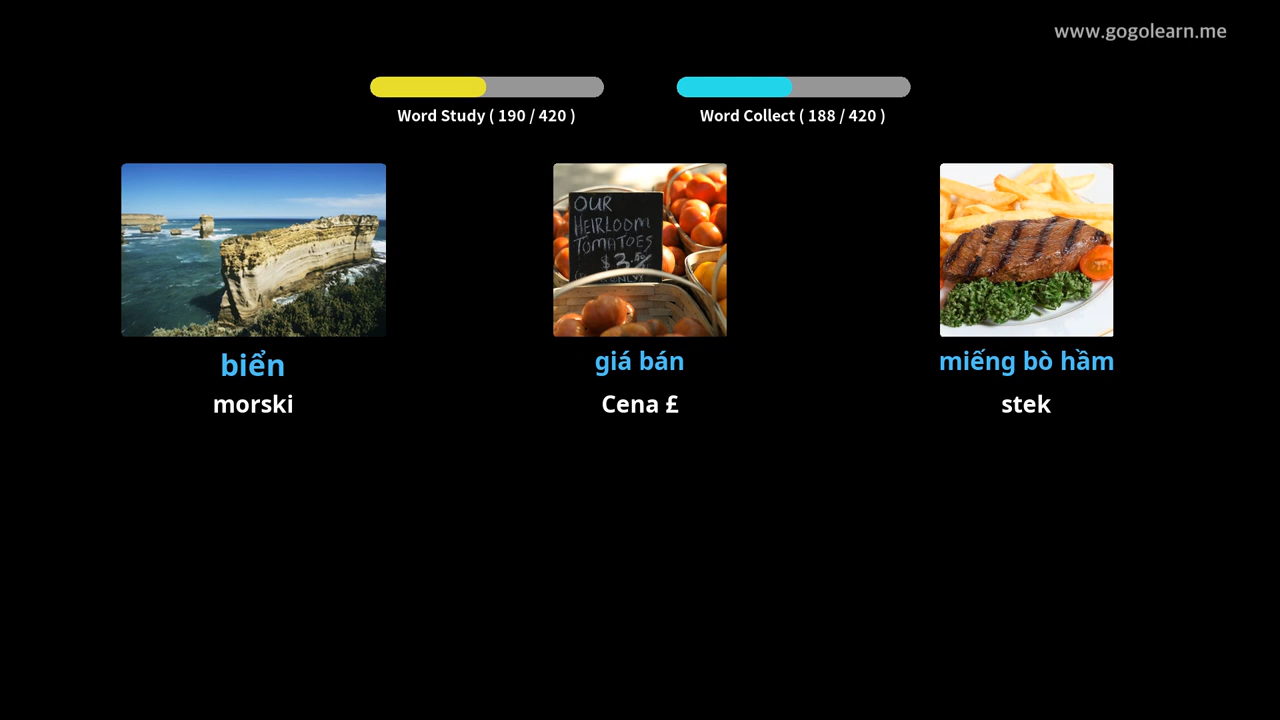 www.gogolearn.me
Word Study ( 190 / 420 )
Word Collect ( 188 / 420 )
OUR
HEIRLOOM
TOMATOES
biển
giá bán
miếng bò hầm
morski
Cena £
stek